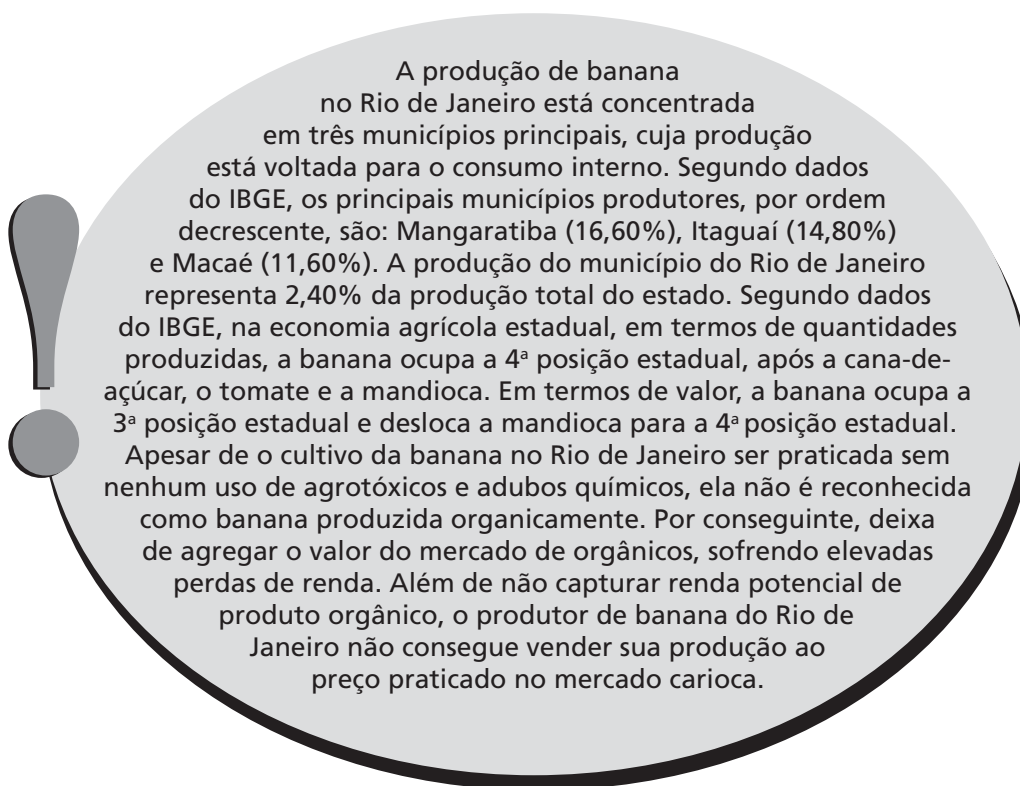 A produção de banana
no Rio de Janeiro está concentrada
em três municípios principais, cuja produção
está voltada para o consumo interno. Segundo dados
do IBGE, os principais municípios produtores, por ordem
decrescente, são: Mangaratiba (16,60%), Itaguaí (14,80%)
e Macaé (11,60%). A produção do município do Rio de Janeiro
representa 2,40% da produção total do estado. Segundo dados
do IBGE, na economia agrícola estadual, em termos de quantidades
produzidas, a banana ocupa a 4ª posição estadual, após a cana-de-
açúcar, o tomate e a mandioca. Em termos de valor, a banana ocupa a
3ª posição estadual e desloca a mandioca para a 4ª posição estadual.
Apesar de o cultivo da banana no Rio de Janeiro ser praticada sem
nenhum uso de agrotóxicos e adubos químicos, ela não é reconhecida
como banana produzida organicamente. Por conseguinte, deixa
de agregar o valor do mercado de orgânicos, sofrendo elevadas
perdas de renda. Além de não capturar renda potencial de
produto orgânico, o produtor de banana do Rio de
Janeiro não consegue vender sua produção ao
preço praticado no mercado carioca.